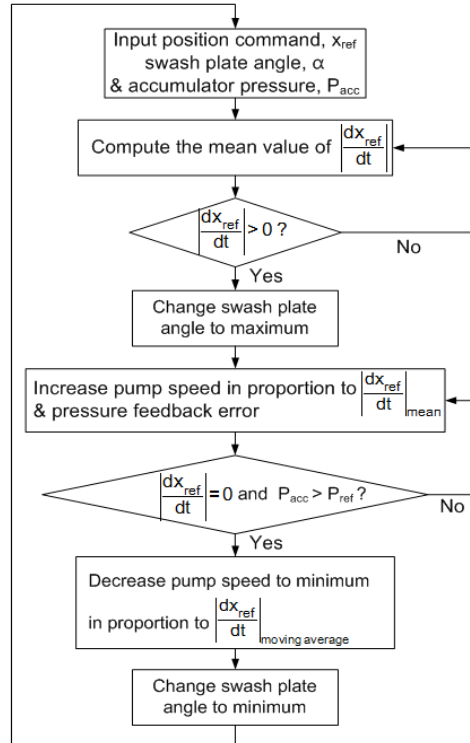 Input position command, x_ref
swash plate angle, α
& accumulator pressure, P_acc
Compute the mean value of |dx_ref/dt|
|dx_ref/dt| > 0 ?
No
Yes
Change swash plate
angle to maximum
Increase pump speed in proportion to |dx_ref/dt|_mean
& pressure feedback error
|dx_ref/dt| = 0 and P_acc > P_ref ?
No
Yes
Decrease pump speed to minimum
in proportion to |dx_ref/dt|_moving average
Change swash plate
angle to minimum